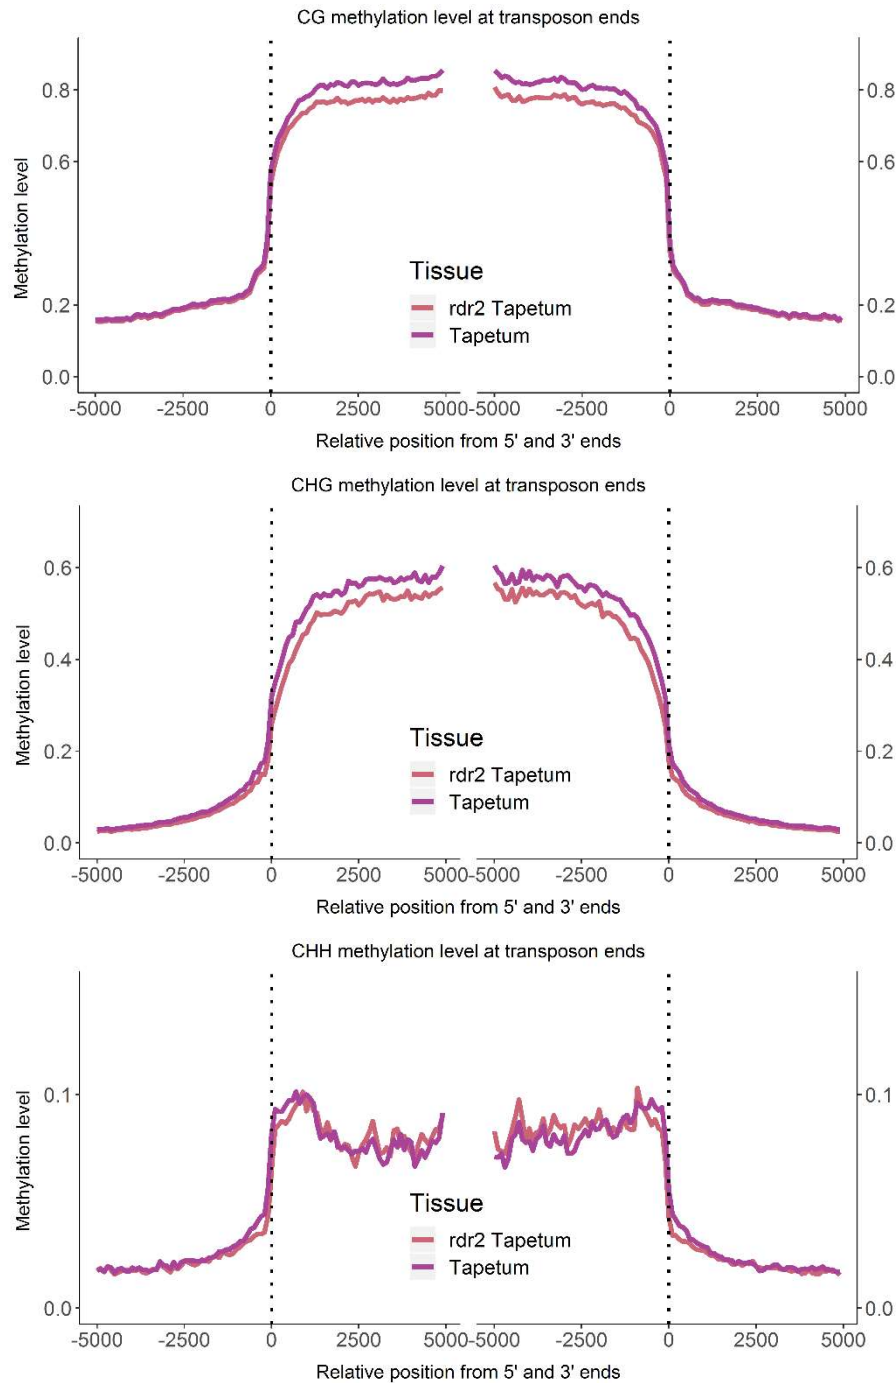 CG methylation level at transposon ends
Methylation level
0.8
0.6
0.2
0.0
0.8
0.6
0.2
0.0
Tissue
rdr2 Tapetum
Tapetum
-5000 -2500 0 2500 5000 -5000 -2500 0 2500 5000
Relative position from 5' and 3' ends
CHG methylation level at transposon ends
Methylation level
0.6
0.4
0.2
0.0
0.6
0.4
0.2
0.0
Tissue
rdr2 Tapetum
Tapetum
-5000 -2500 0 2500 5000 -5000 -2500 0 2500 5000
Relative position from 5' and 3' ends
CHH methylation level at transposon ends
Methylation level
0.1
0.0
0.1
0.0
Tissue
rdr2 Tapetum
Tapetum
-5000 -2500 0 2500 5000 -5000 -2500 0 2500 5000
Relative position from 5' and 3' ends